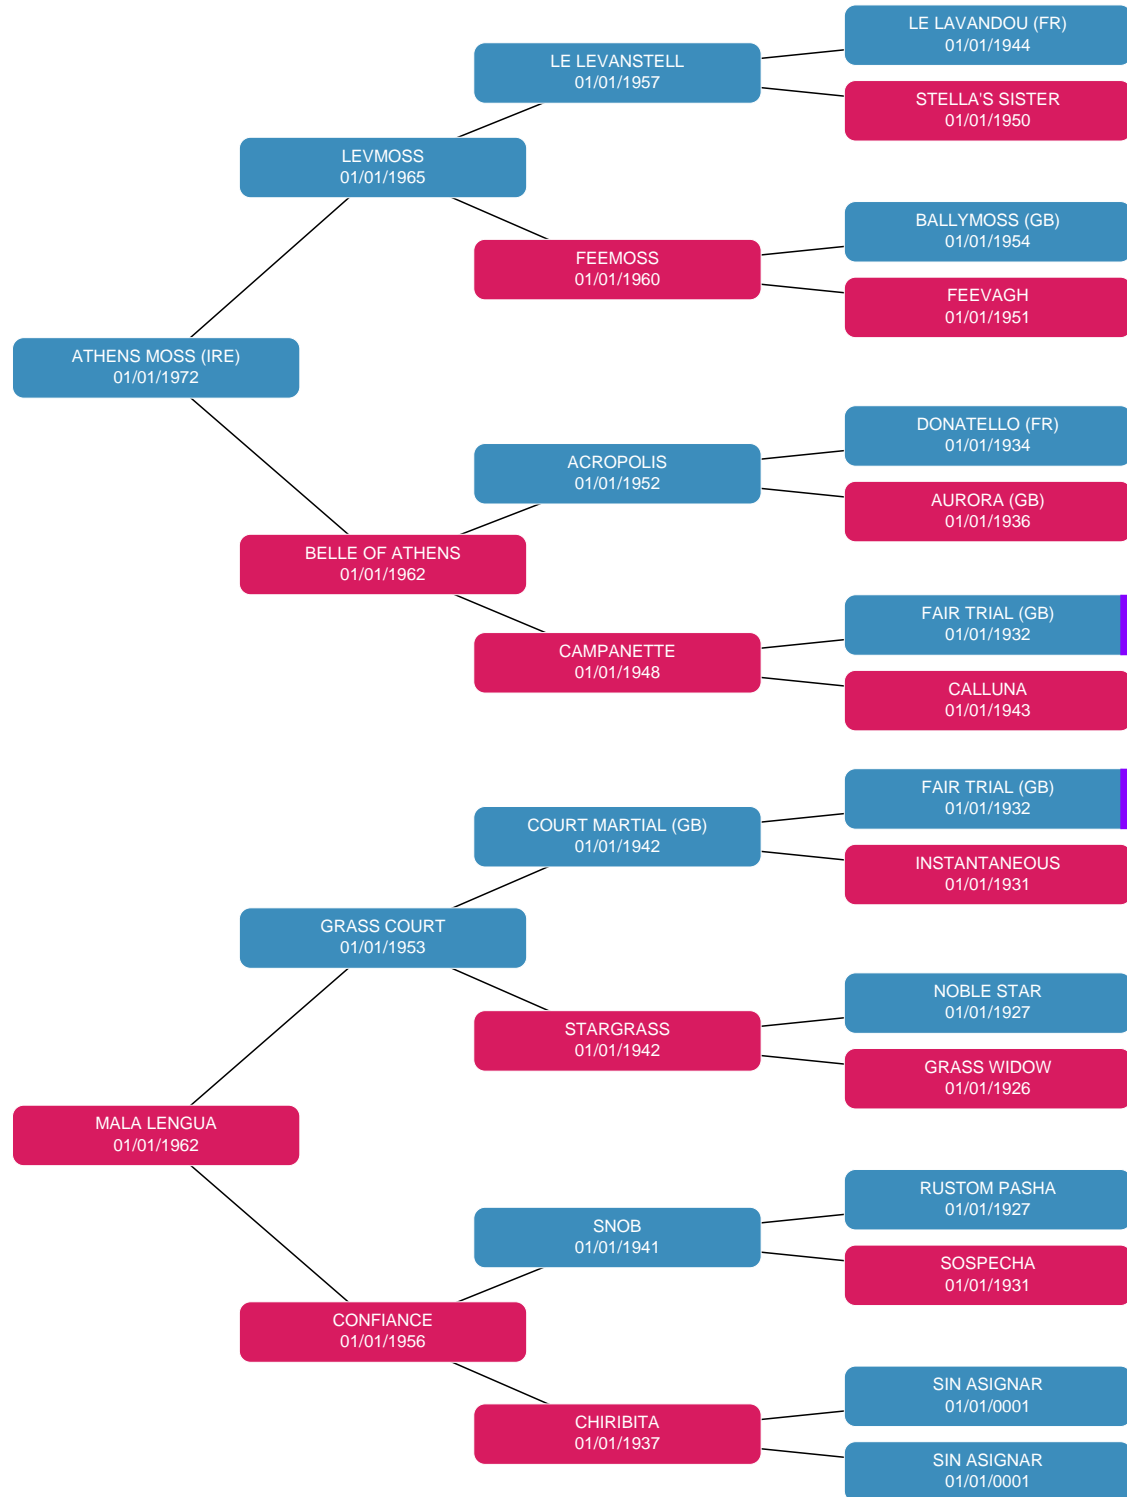 LE LAVANDOU (FR)
01/01/1944
LE LEVANSTELL
01/01/1957
STELLA'S SISTER
01/01/1950
LEVMOSS
01/01/1965
BALLYMOSS (GB)
01/01/1954
FEEMOSS
01/01/1960
FEEVAGH
01/01/1951
ATHENS MOSS (IRE)
01/01/1972
DONATELLO (FR)
01/01/1934
ACROPOLIS
01/01/1952
AURORA (GB)
01/01/1936
BELLE OF ATHENS
01/01/1962
FAIR TRIAL (GB)
01/01/1932
CAMPANETTE
01/01/1948
CALLUNA
01/01/1943
FAIR TRIAL (GB)
01/01/1932
COURT MARTIAL (GB)
01/01/1942
INSTANTANEOUS
01/01/1931
GRASS COURT
01/01/1953
NOBLE STAR
01/01/1927
STARGRASS
01/01/1942
GRASS WIDOW
01/01/1926
MALA LENGUA
01/01/1962
RUSTOM PASHA
01/01/1927
SNOB
01/01/1941
SOSPECHA
01/01/1931
CONFIANCE
01/01/1956
SIN ASIGNAR
01/01/0001
CHIRIBITA
01/01/1937
SIN ASIGNAR
01/01/0001